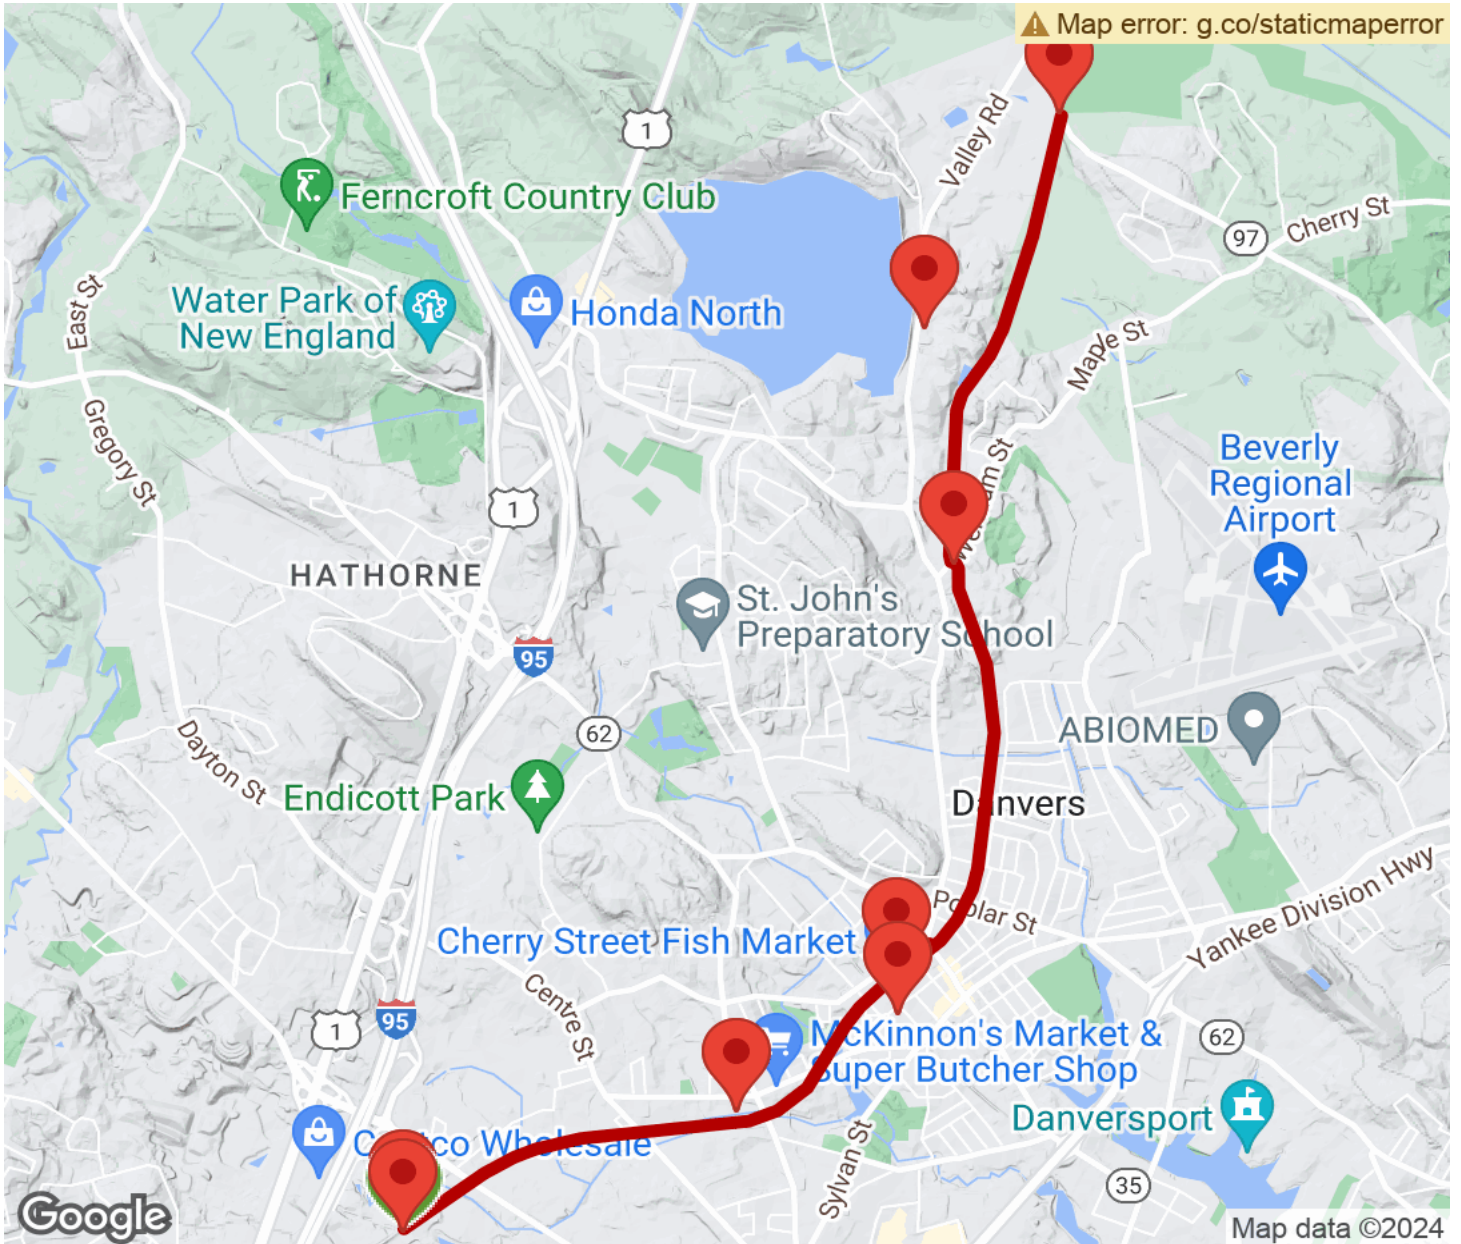 Map error: g.co/staticmaperror
1
Valley Rd
Ferncroft Country Club
Cherry St
97
East St
Water Park of
New England
Honda North
Maple St
Gregory St
Beverly
Regional
Airport
1
HATHORNE
St. John's
Preparatory School
95
62
ABIOMED
Dayton St
Endicott Park
Danvers
Poplar St
Yankee Division Hwy
Cherry Street Fish Market
Centre St
1
95
McKinnon's Market &
Super Butcher Shop
62
Danversport
Costco Wholesale
Sylvan St
35
Google
Map data ©2024